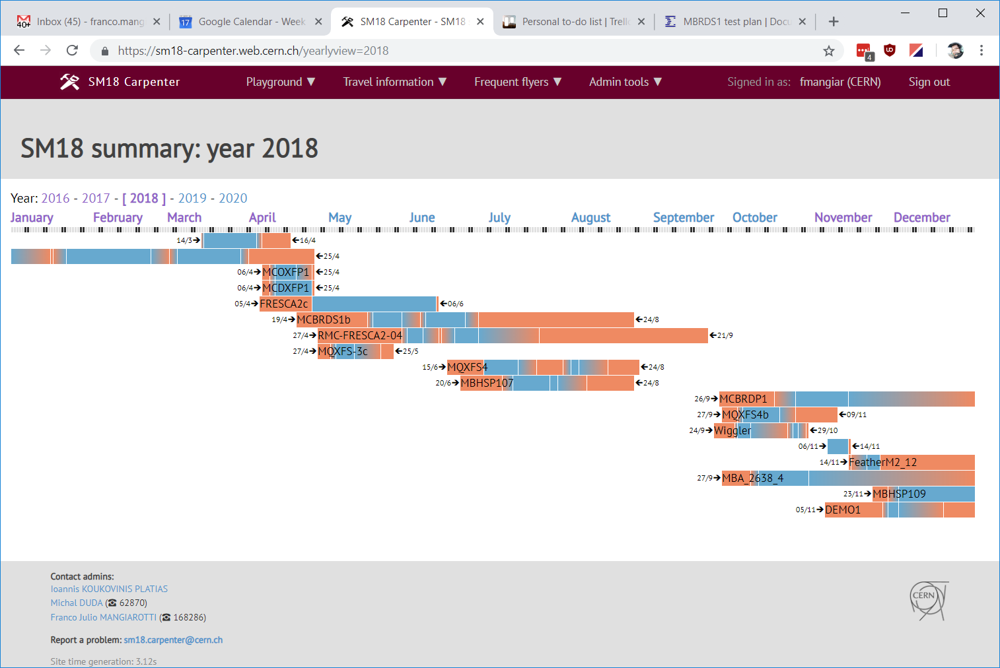 40+ Inbox (45) - franco.mang
17 Google Calendar - Week
SM18 Carpenter - SM18
Personal to-do list | Trell
MBRDS1 test plan | Docu
https://sm18-carpenter.web.cern.ch/yearlyview=2018
4
SM18 Carpenter Playground ▼ Travel information ▼ Frequent flyers ▼ Admin tools ▼ Signed in as: fmangiar (CERN) Sign out
SM18 summary: year 2018
Year: 2016 - 2017 - [ 2018 ] - 2019 - 2020
January February March April May June July August September October November December
14/3➔ 🡰16/4
🡰25/4
06/4➔ MCOXFP1 🡰25/4
06/4➔ MCDXFP1 🡰25/4
05/4➔ FRESCA2c 🡰06/6
19/4➔ MCBRDS1b 🡰24/8
27/4➔ RMC-FRESCA2-04 🡰21/9
27/4➔ MQXFS-3c 🡰25/5
15/6➔ MQXFS4 🡰24/8
20/6➔ MBHSP107 🡰24/8
26/9➔ MCBRDP1
27/9➔ MQXFS4b 🡰09/11
24/9➔ Wiggler 🡰29/10
06/11➔ 🡰14/11
14/11➔ FeatherM2_12
27/9➔ MBA_2638_4
23/11➔ MBHSP109
05/11➔ DEMO1
Contact admins:
Ioannis KOUKOVINIS PLATIAS
Michal DUDA (☎ 62870)
Franco Julio MANGIAROTTI (☎ 168286)
Report a problem: sm18.carpenter@cern.ch
Site time generation: 3.12s
CERN